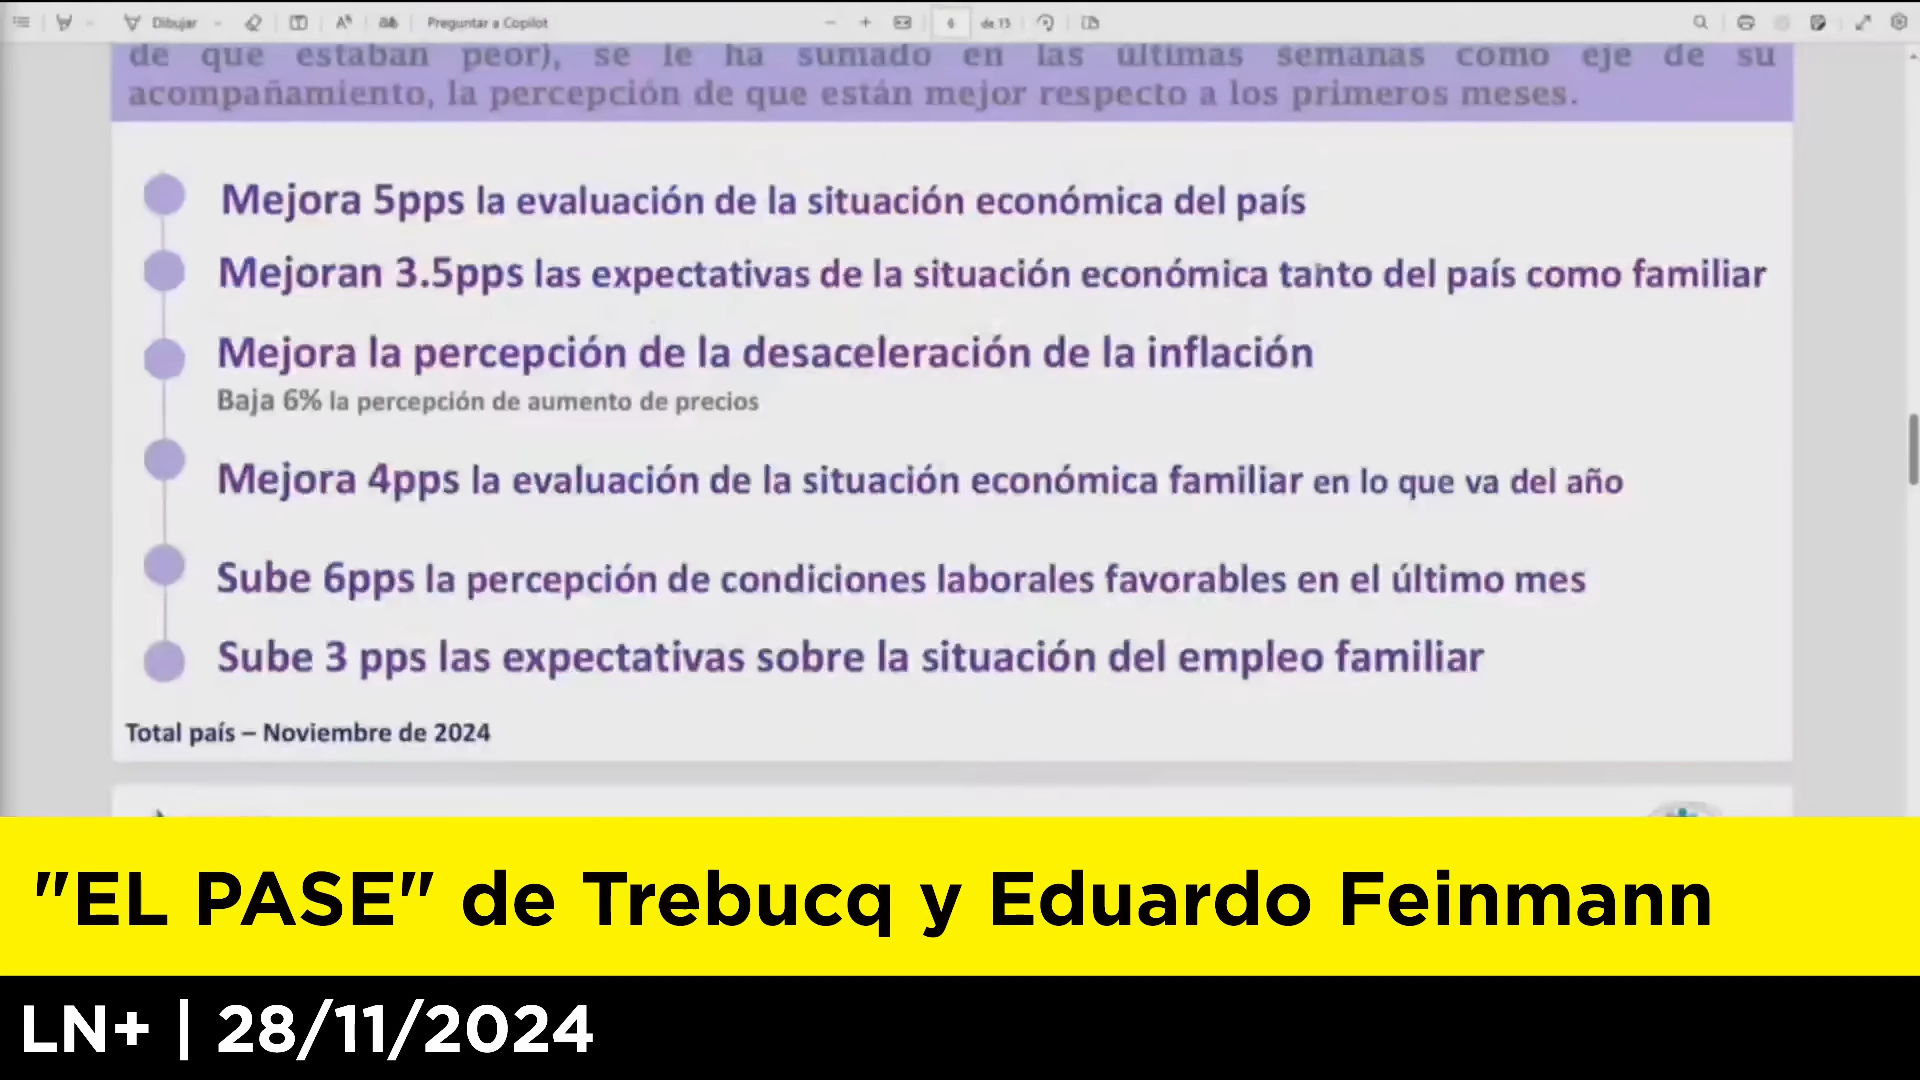 Dibujar
Preguntar a Copilot
6 de 15
de que estaban peor), se le ha sumado en las últimas semanas como eje de su
acompañamiento, la percepción de que están mejor respecto a los primeros meses.
Mejora 5pps la evaluación de la situación económica del país
Mejoran 3.5pps las expectativas de la situación económica tanto del país como familiar
Mejora la percepción de la desaceleración de la inflación
Baja 6% la percepción de aumento de precios
Mejora 4pps la evaluación de la situación económica familiar en lo que va del año
Sube 6pps la percepción de condiciones laborales favorables en el último mes
Sube 3 pps las expectativas sobre la situación del empleo familiar
Total país – Noviembre de 2024
"EL PASE" de Trebucq y Eduardo Feinmann
LN+ | 28/11/2024